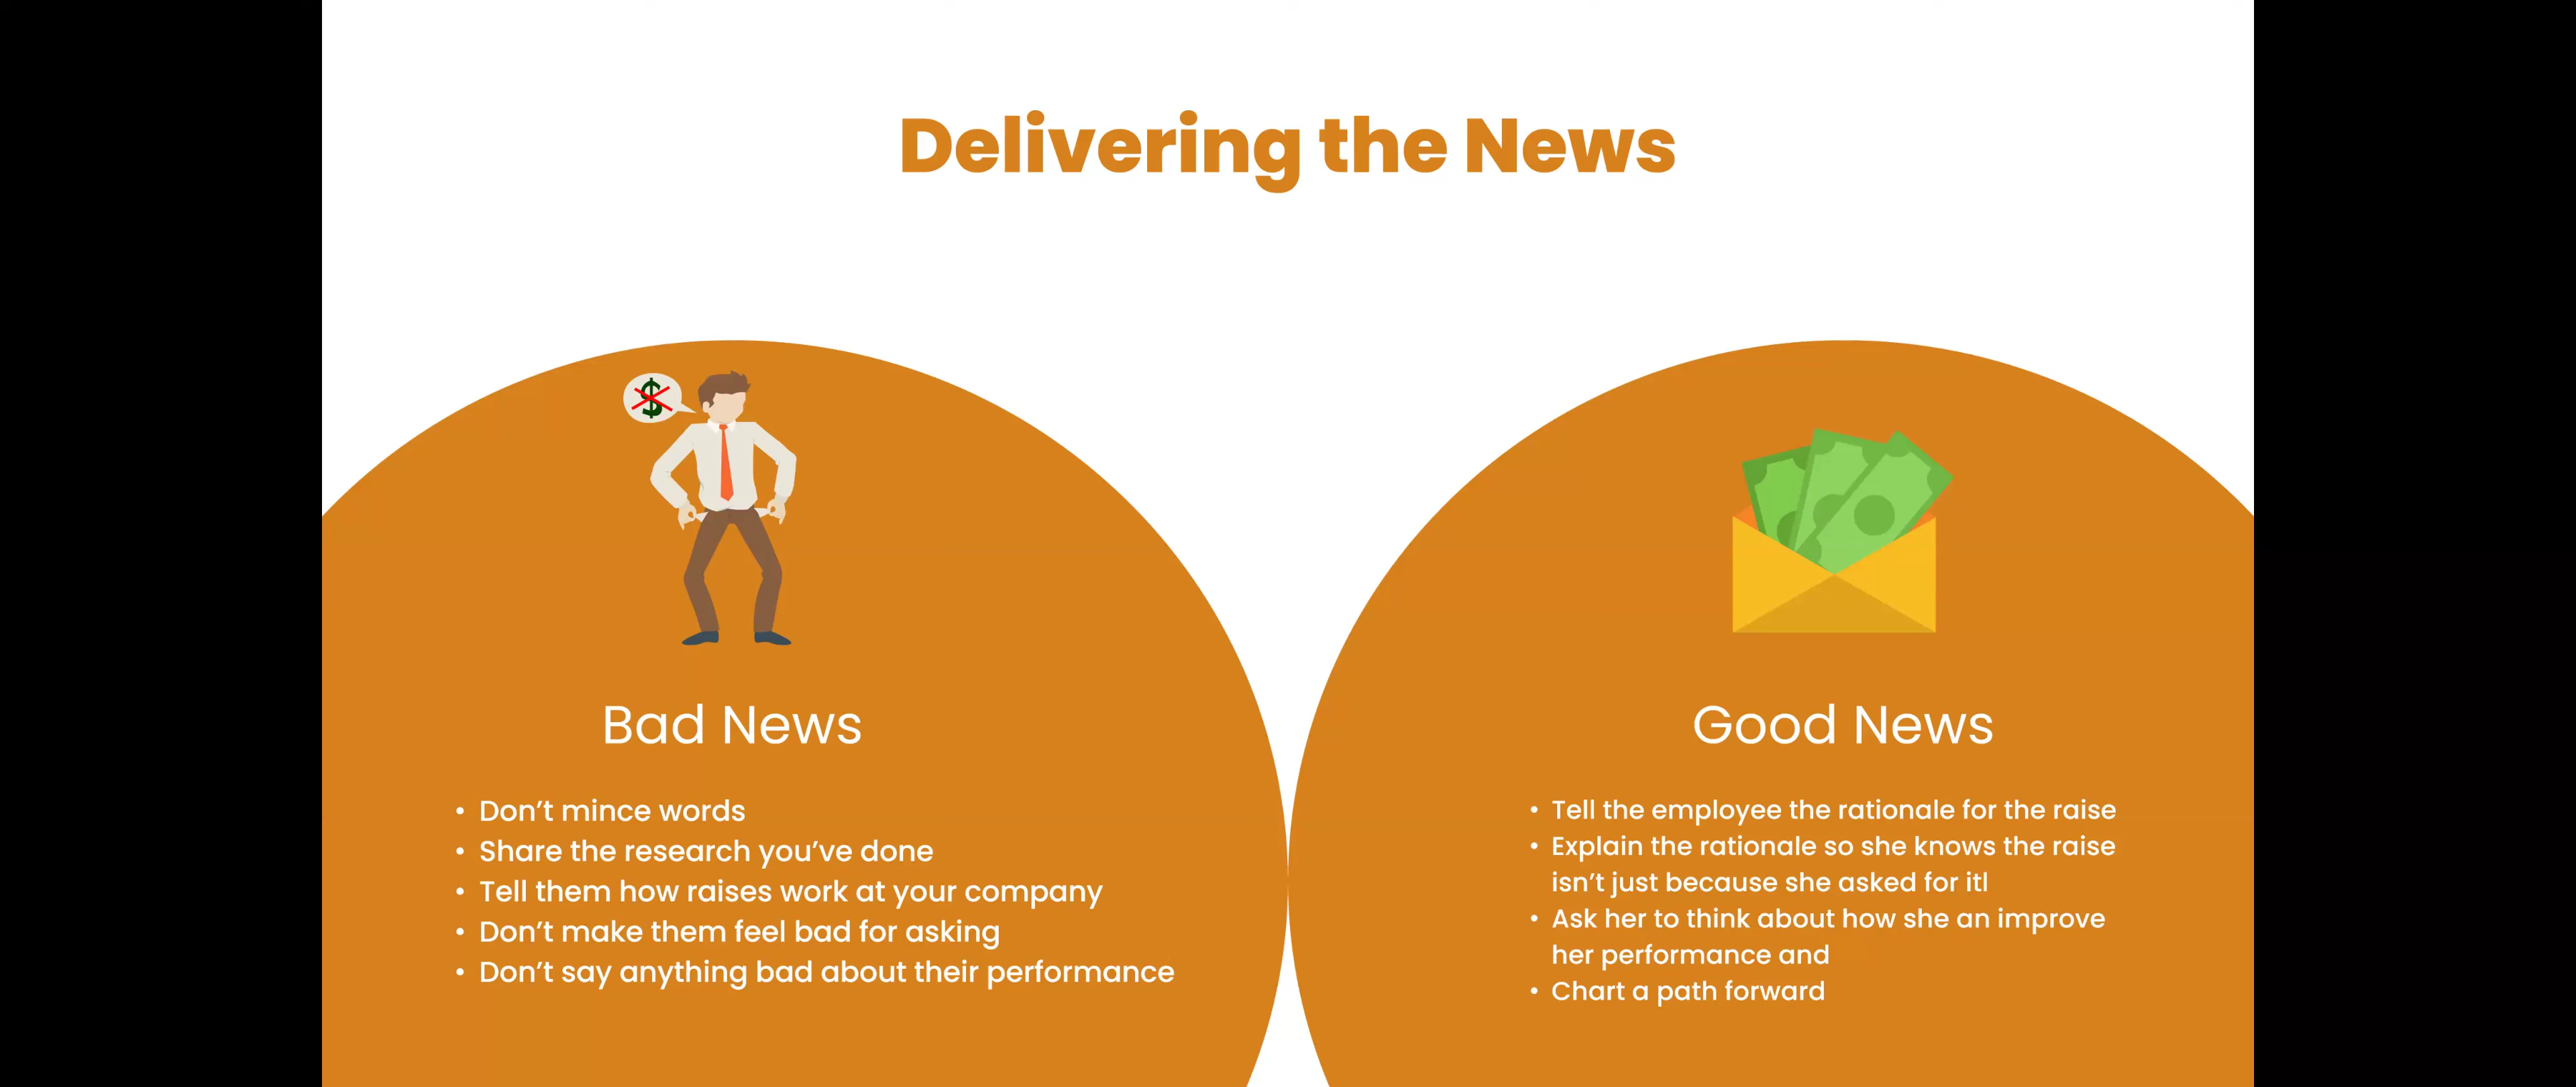 Delivering the News
$
Bad News
• Don’t mince words
• Share the research you’ve done
• Tell them how raises work at your company
• Don’t make them feel bad for asking
• Don’t say anything bad about their performance
Good News
• Tell the employee the rationale for the raise
• Explain the rationale so she knows the raise
isn’t just because she asked for itl
• Ask her to think about how she an improve
her performance and
• Chart a path forward